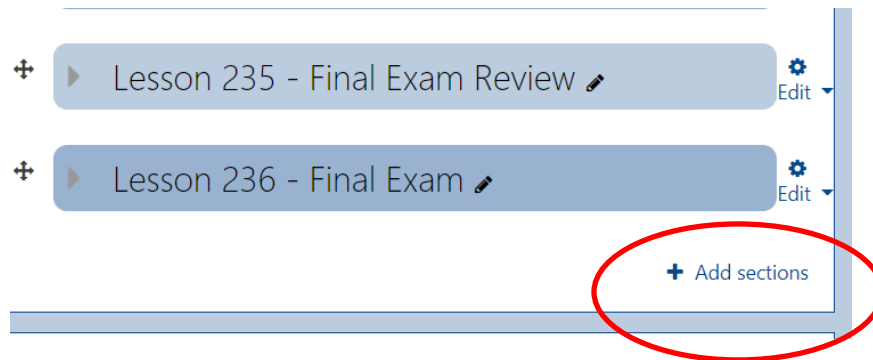 Lesson 235 - Final Exam Review
Edit
Lesson 236 - Final Exam
Edit
Add sections